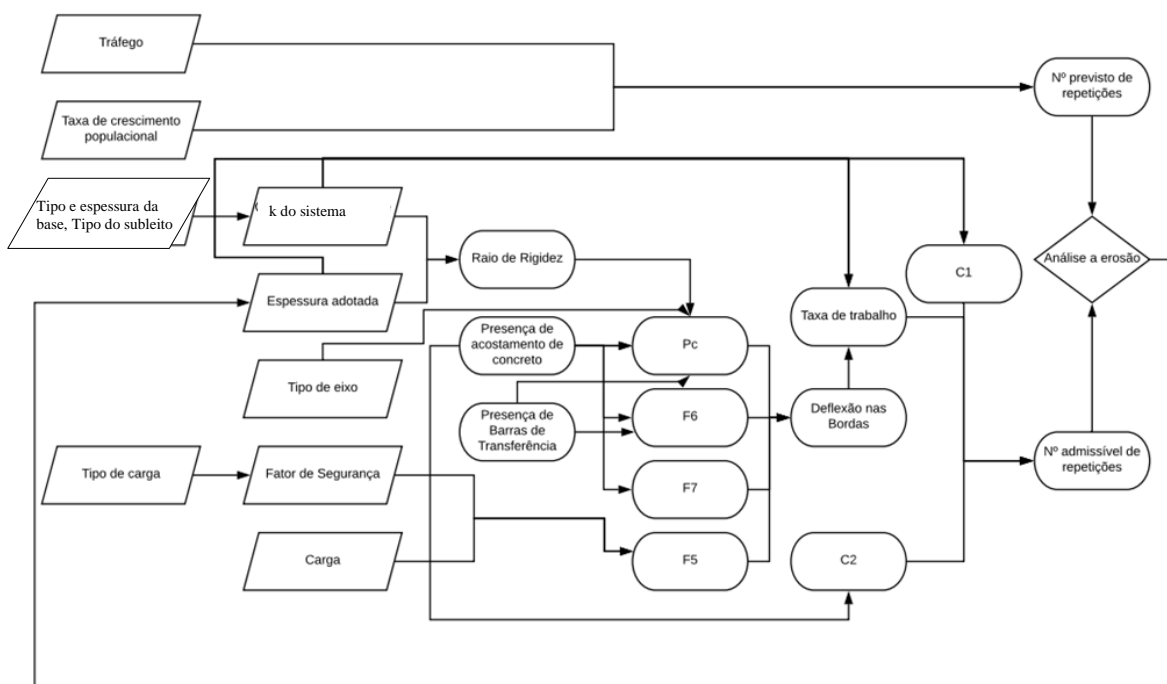 Tráfego
Nº previsto de
repetições
Taxa de crescimento
populacional
Tipo e espessura da
base, Tipo do subleito
k do sistema
Raio de Rigidez
Análise a erosão
C1
Espessura adotada
Taxa de trabalho
Presença de
acostamento de
concreto
Pc
Tipo de eixo
Presença de
Barras de
Transferência
F6
Deflexão nas
Bordas
Tipo de carga
Fator de Segurança
F7
Nº admissível de
repetições
Carga
F5
C2